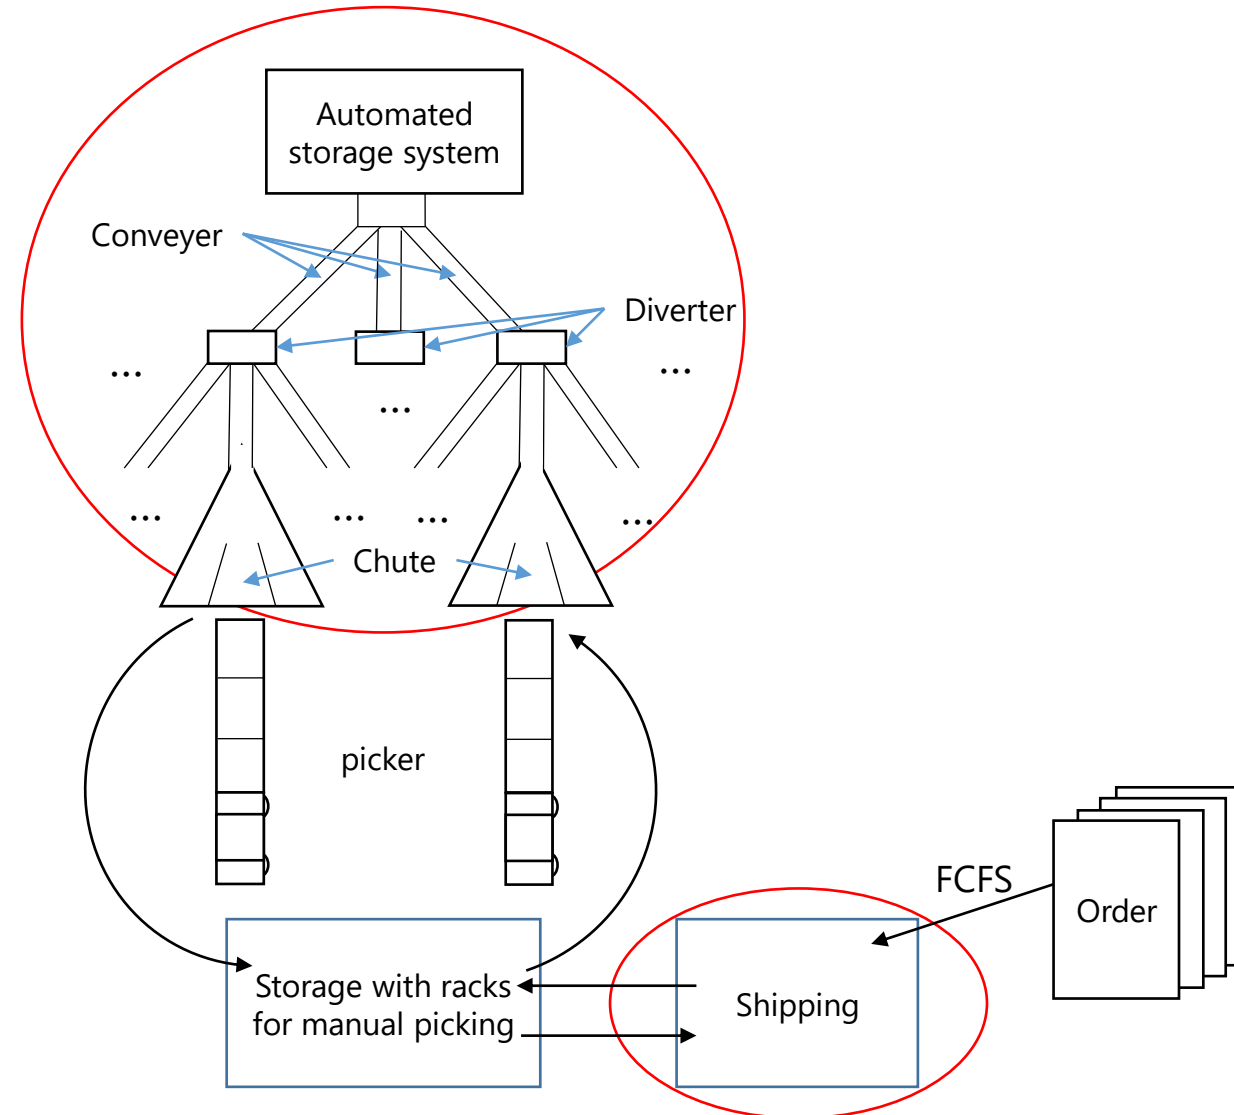 Automated
storage system
Conveyer
Diverter
...
...
...
...
...
...
...
Chute
picker
FCFS
Order
Storage with racks
for manual picking
Shipping